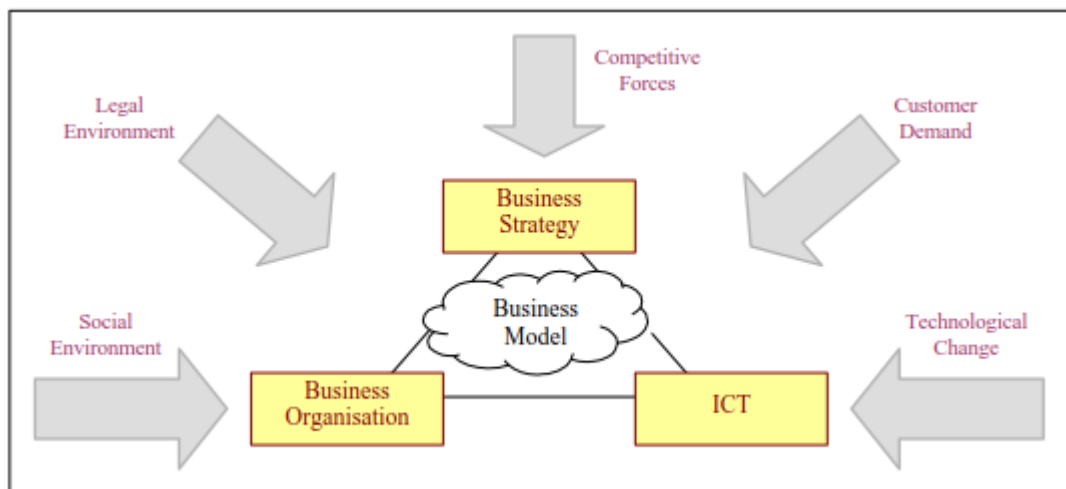 Competitive
Forces
Legal
Environment
Customer
Demand
Business
Strategy
Business
Model
Social
Environment
Technological
Change
Business
Organisation
ICT